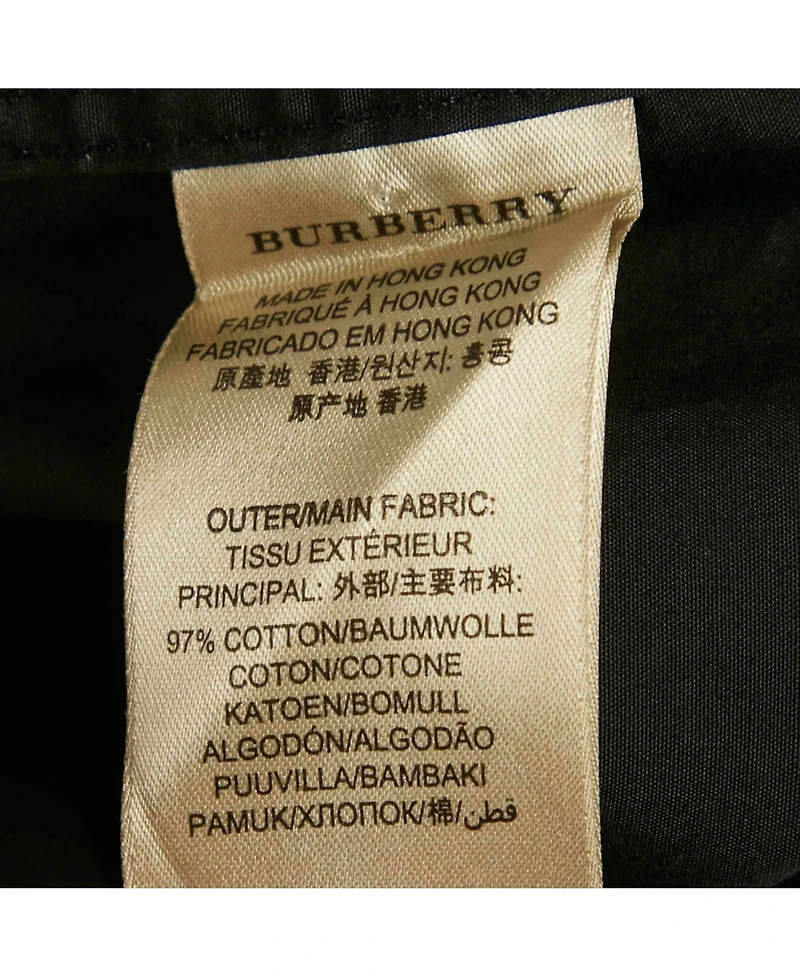 BURBERRY
MADE IN HONG KONG
FABRIQUÉ À HONG KONG
FABRICADO EM HONG KONG
原產地 香港/원산지: 홍콩
原产地 香港
OUTER/MAIN FABRIC:
TISSU EXTÉRIEUR
PRINCIPAL: 外部/主要布料:
97% COTTON/BAUMWOLLE
COTON/COTONE
KATOEN/BOMULL
ALGODÓN/ALGODÃO
PUUVILLA/BAMBAKI
PAMUK/ХЛОПОК/棉/قطن